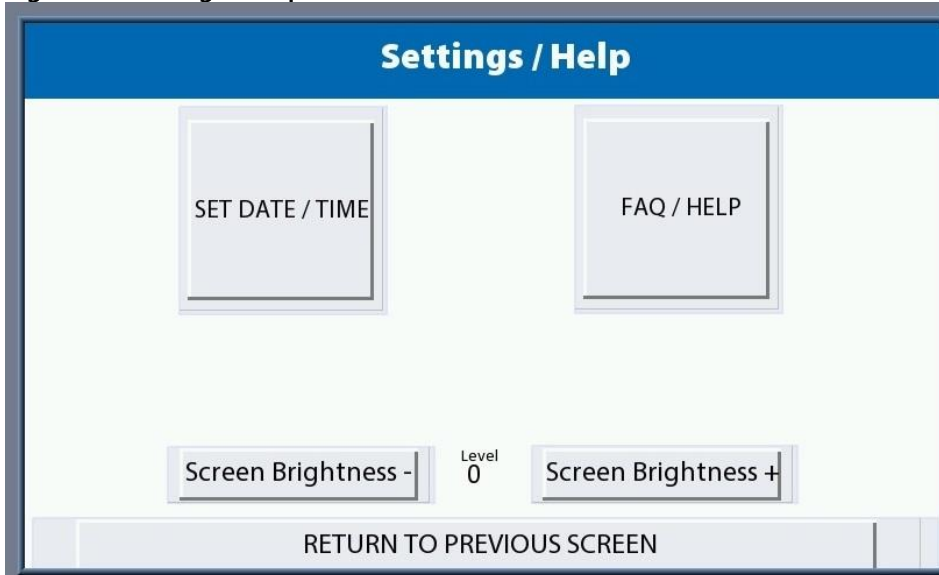 Settings / Help
SET DATE / TIME
FAQ / HELP
Screen Brightness -
Level
0
Screen Brightness +
RETURN TO PREVIOUS SCREEN